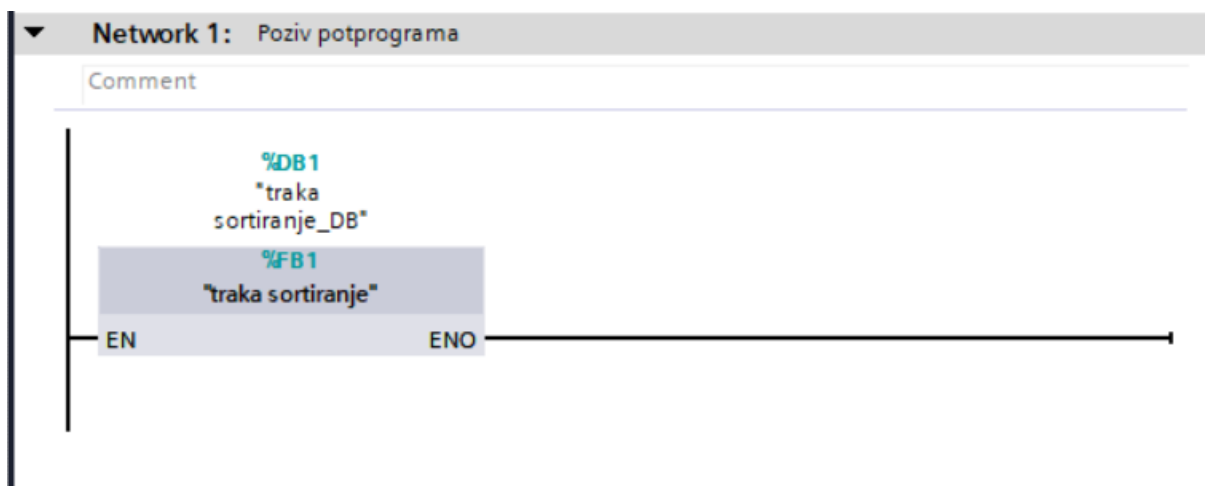 Network 1: Poziv potprograma
Comment
%DB1
"traka
sortiranje_DB"
%FB1
"traka sortiranje"
EN ENO